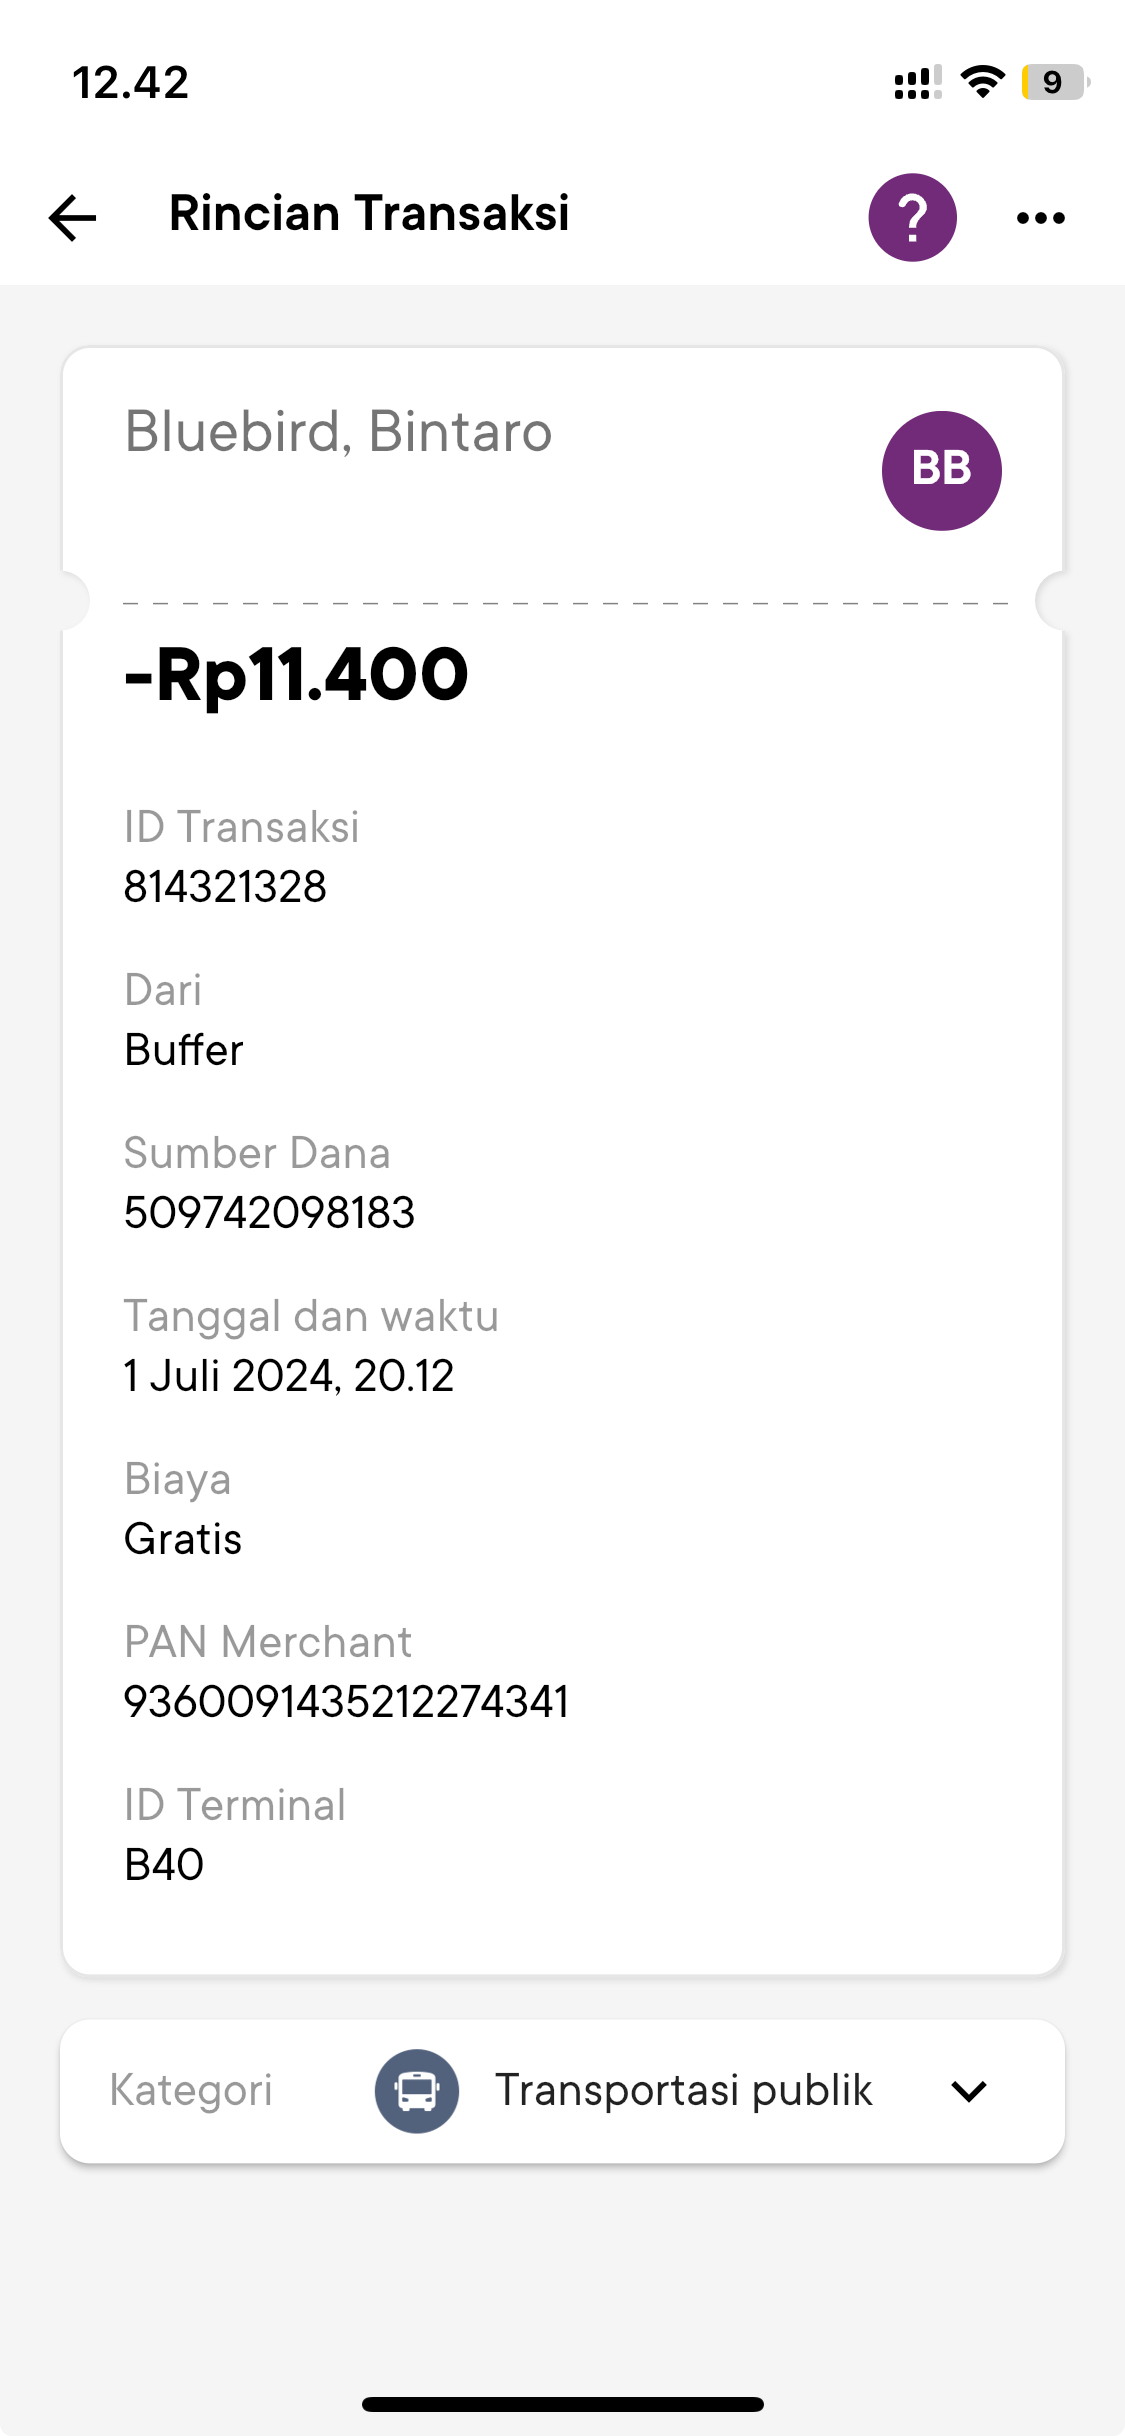 12.42
9
Rincian Transaksi
?
Bluebird, Bintaro
BB
-Rp11.400
ID Transaksi
814321328
Dari
Buffer
Sumber Dana
509742098183
Tanggal dan waktu
1 Juli 2024, 20.12
Biaya
Gratis
PAN Merchant
9360091435212274341
ID Terminal
B40
Kategori
Transportasi publik